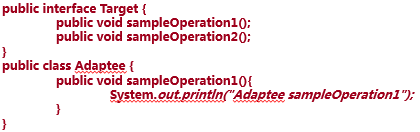 public interface Target {
public void sampleOperation1();
public void sampleOperation2();
}
public class Adaptee {
public void sampleOperation1(){
System.out.println("Adaptee sampleOperation1");
}
}